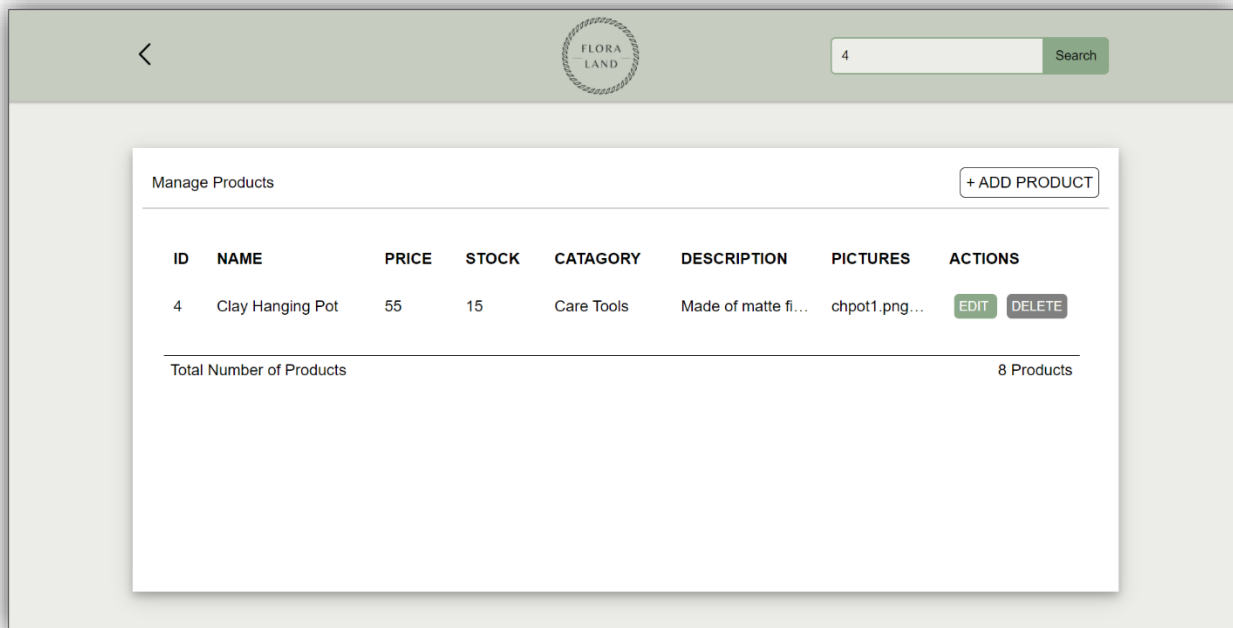 FLORA
LAND
4 Search
Manage Products + ADD PRODUCT
ID NAME PRICE STOCK CATAGORY DESCRIPTION PICTURES ACTIONS
4 Clay Hanging Pot 55 15 Care Tools Made of matte fi... chpot1.png... EDIT DELETE
Total Number of Products 8 Products